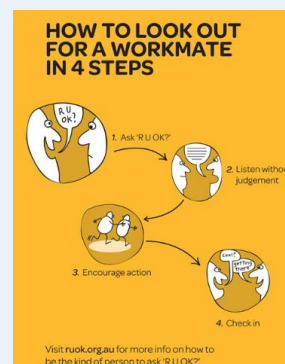 HOW TO LOOK OUT
FOR A WORKMATE
IN 4 STEPS
R U
OK?
1. Ask 'R U OK?'
2. Listen without
judgement
3. Encourage action
Cool!
getting
there
4. Check in
Visit ruok.org.au for more info on how to
be the kind of person to ask 'R U OK?'